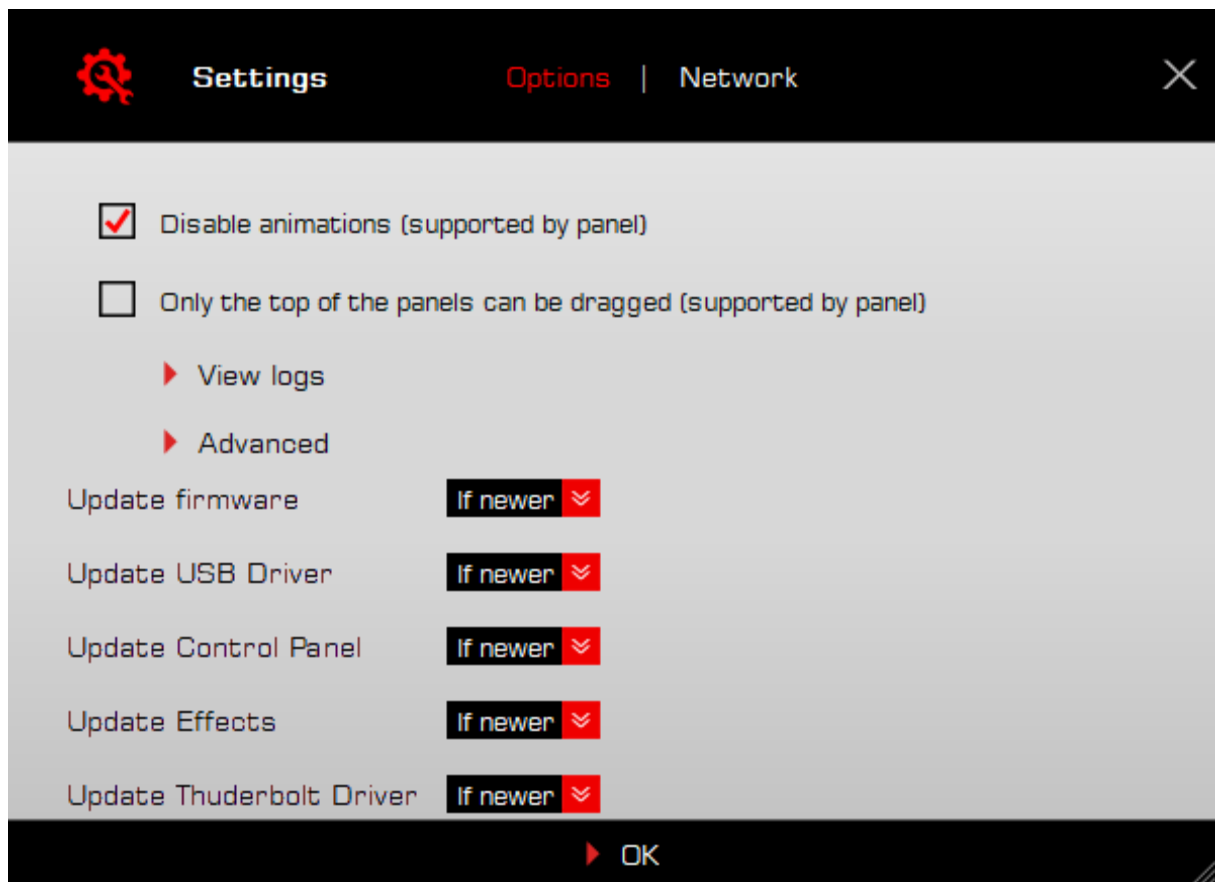 Settings Options | Network
Disable animations (supported by panel)
Only the top of the panels can be dragged (supported by panel)
View logs
Advanced
Update firmware If newer
Update USB Driver If newer
Update Control Panel If newer
Update Effects If newer
Update Thuderbolt Driver If newer
OK